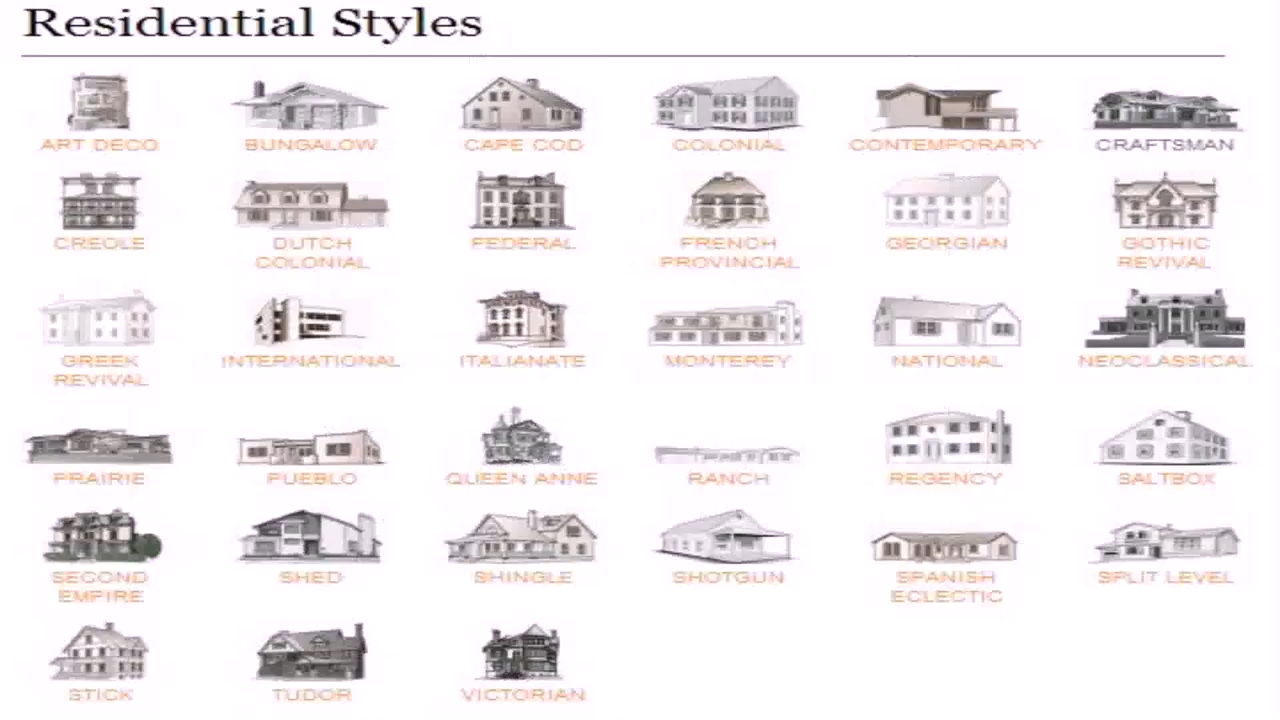 Residential Styles
ART DECO
BUNGALOW
CAPE COD
COLONIAL
CONTEMPORARY
CRAFTSMAN
CREOLE
DUTCH
COLONIAL
FEDERAL
FRENCH
PROVINCIAL
GEORGIAN
GOTHIC
REVIVAL
GREEK
REVIVAL
INTERNATIONAL
ITALIANATE
MONTEREY
NATIONAL
NEOCLASSICAL
PRAIRIE
PUEBLO
QUEEN ANNE
RANCH
REGENCY
SALTBOX
SECOND
EMPIRE
SHED
SHINGLE
SHOTGUN
SPANISH
ECLECTIC
SPLIT LEVEL
STICK
TUDOR
VICTORIAN